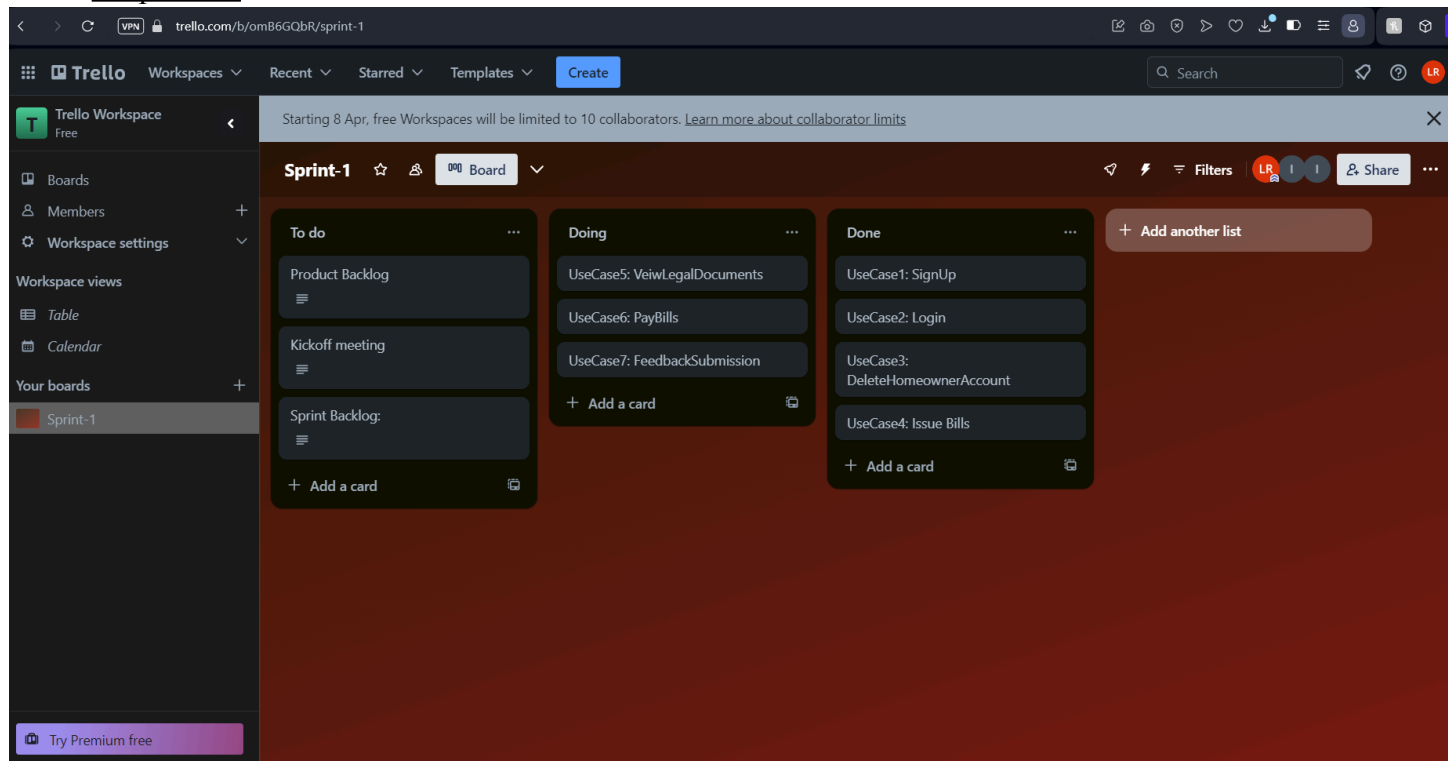 VPN trello.com/b/omB6GQbR/sprint-1
Trello Workspaces Recent Starred Templates Create Search LR
T Trello Workspace
Free
Starting 8 Apr, free Workspaces will be limited to 10 collaborators. Learn more about collaborator limits
Sprint-1 Board Filters LR I I Share
Boards
Members
Workspace settings
Workspace views
Table
Calendar
Your boards
Sprint-1
Try Premium free
To do
Product Backlog
Kickoff meeting
Sprint Backlog:
+ Add a card
Doing
UseCase5: VeiwLegalDocuments
UseCase6: PayBills
UseCase7: FeedbackSubmission
+ Add a card
Done
UseCase1: SignUp
UseCase2: Login
UseCase3:
DeleteHomeownerAccount
UseCase4: Issue Bills
+ Add a card
+ Add another list